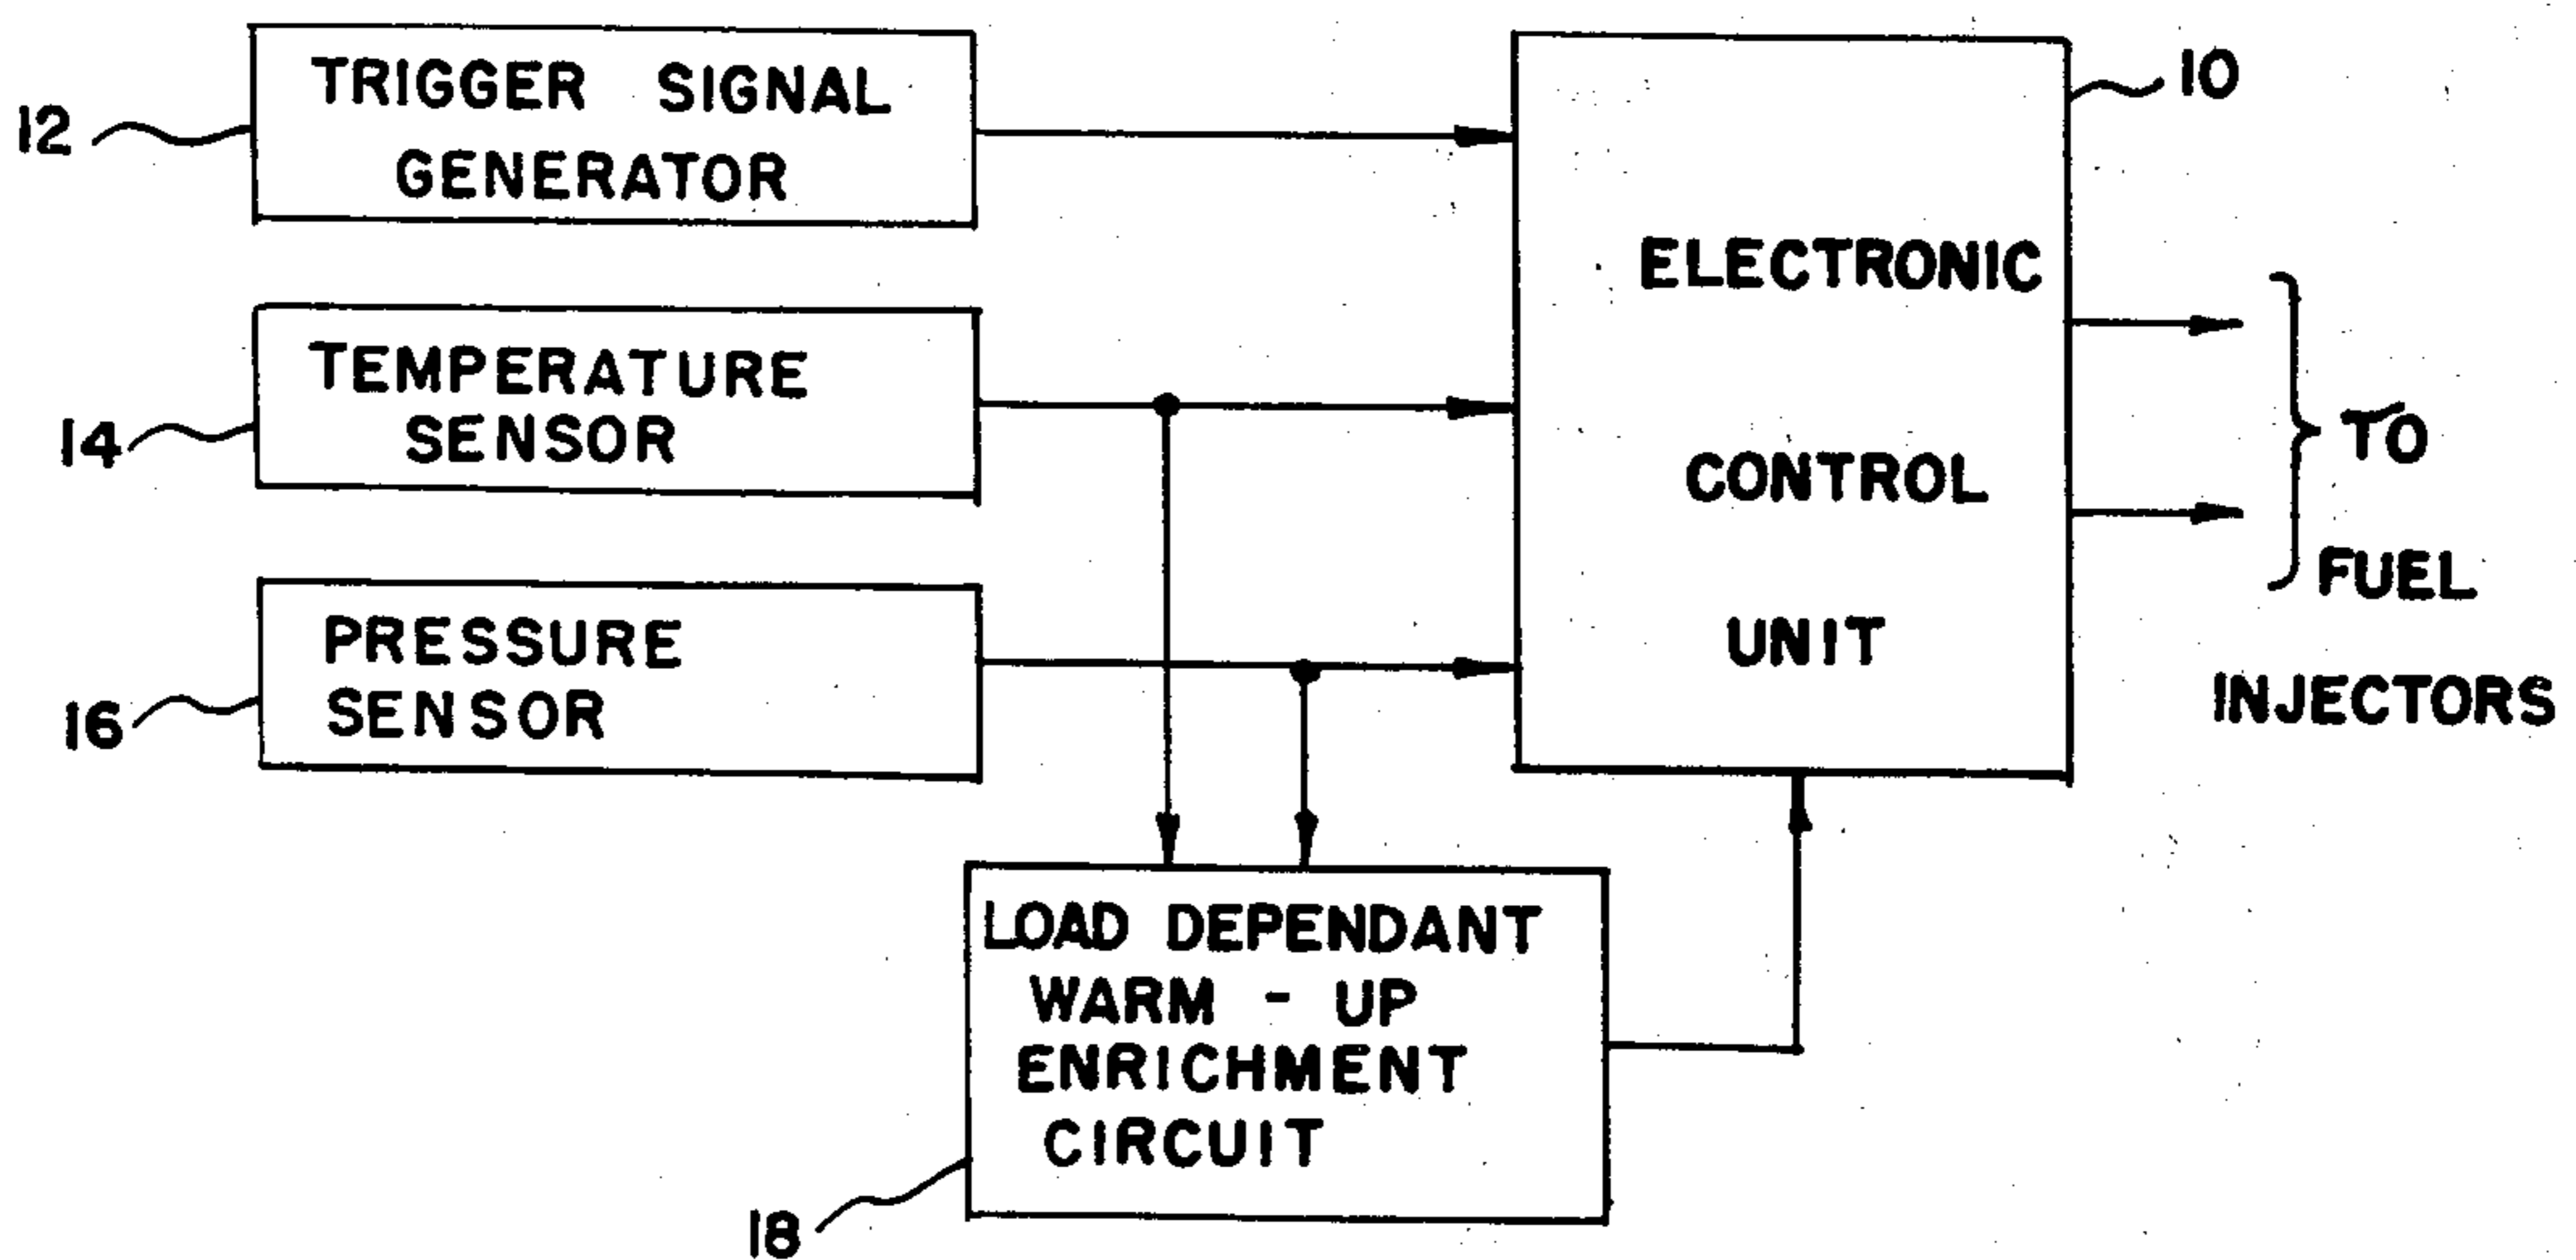 12
TRIGGER SIGNAL
GENERATOR
14
TEMPERATURE
SENSOR
16
PRESSURE
SENSOR
10
ELECTRONIC
CONTROL
UNIT
TO
FUEL
INJECTORS
18
LOAD DEPENDANT
WARM - UP
ENRICHMENT
CIRCUIT